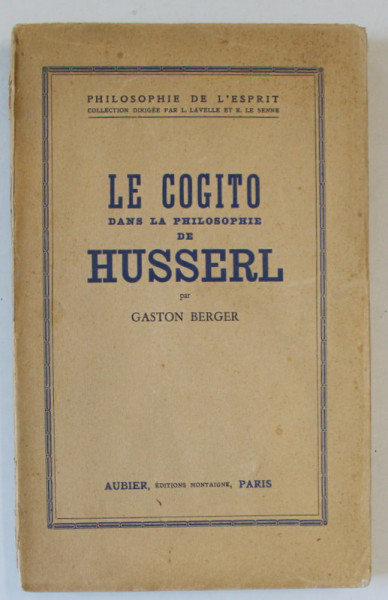 PHILOSOPHIE DE L'ESPRIT
COLLECTION DIRIGÉE PAR L. LAVELLE ET R. LE SENNE
LE COGITO
DANS LA PHILOSOPHIE
DE
HUSSERL
par
GASTON BERGER
AUBIER, ÉDITIONS MONTAIGNE, PARIS